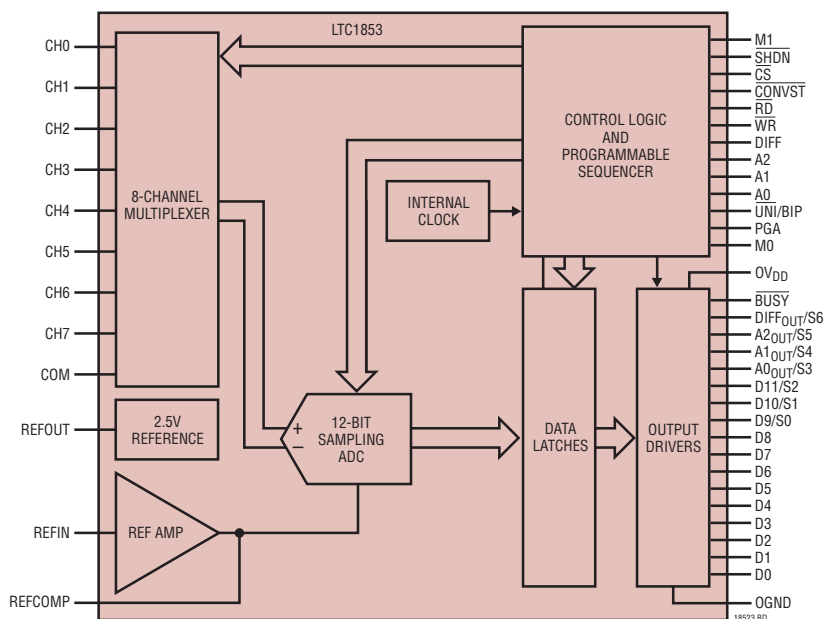 LTC1853
CH0
CH1
CH2
CH3
CH4
CH5
CH6
CH7
COM
REFOUT
REFIN
REFCOMP
8-CHANNEL
MULTIPLEXER
2.5V
REFERENCE
REF AMP
INTERNAL
CLOCK
12-BIT
SAMPLING
ADC
+
–
CONTROL LOGIC
AND
PROGRAMMABLE
SEQUENCER
DATA
LATCHES
OUTPUT
DRIVERS
M1
SHDN
CS
CONVST
RD
WR
DIFF
A2
A1
A0
UNI/BIP
PGA
M0
OVDD
BUSY
DIFFOUT/S6
A2OUT/S5
A1OUT/S4
A0OUT/S3
D11/S2
D10/S1
D9/S0
D8
D7
D6
D5
D4
D3
D2
D1
D0
OGND
18523 BD